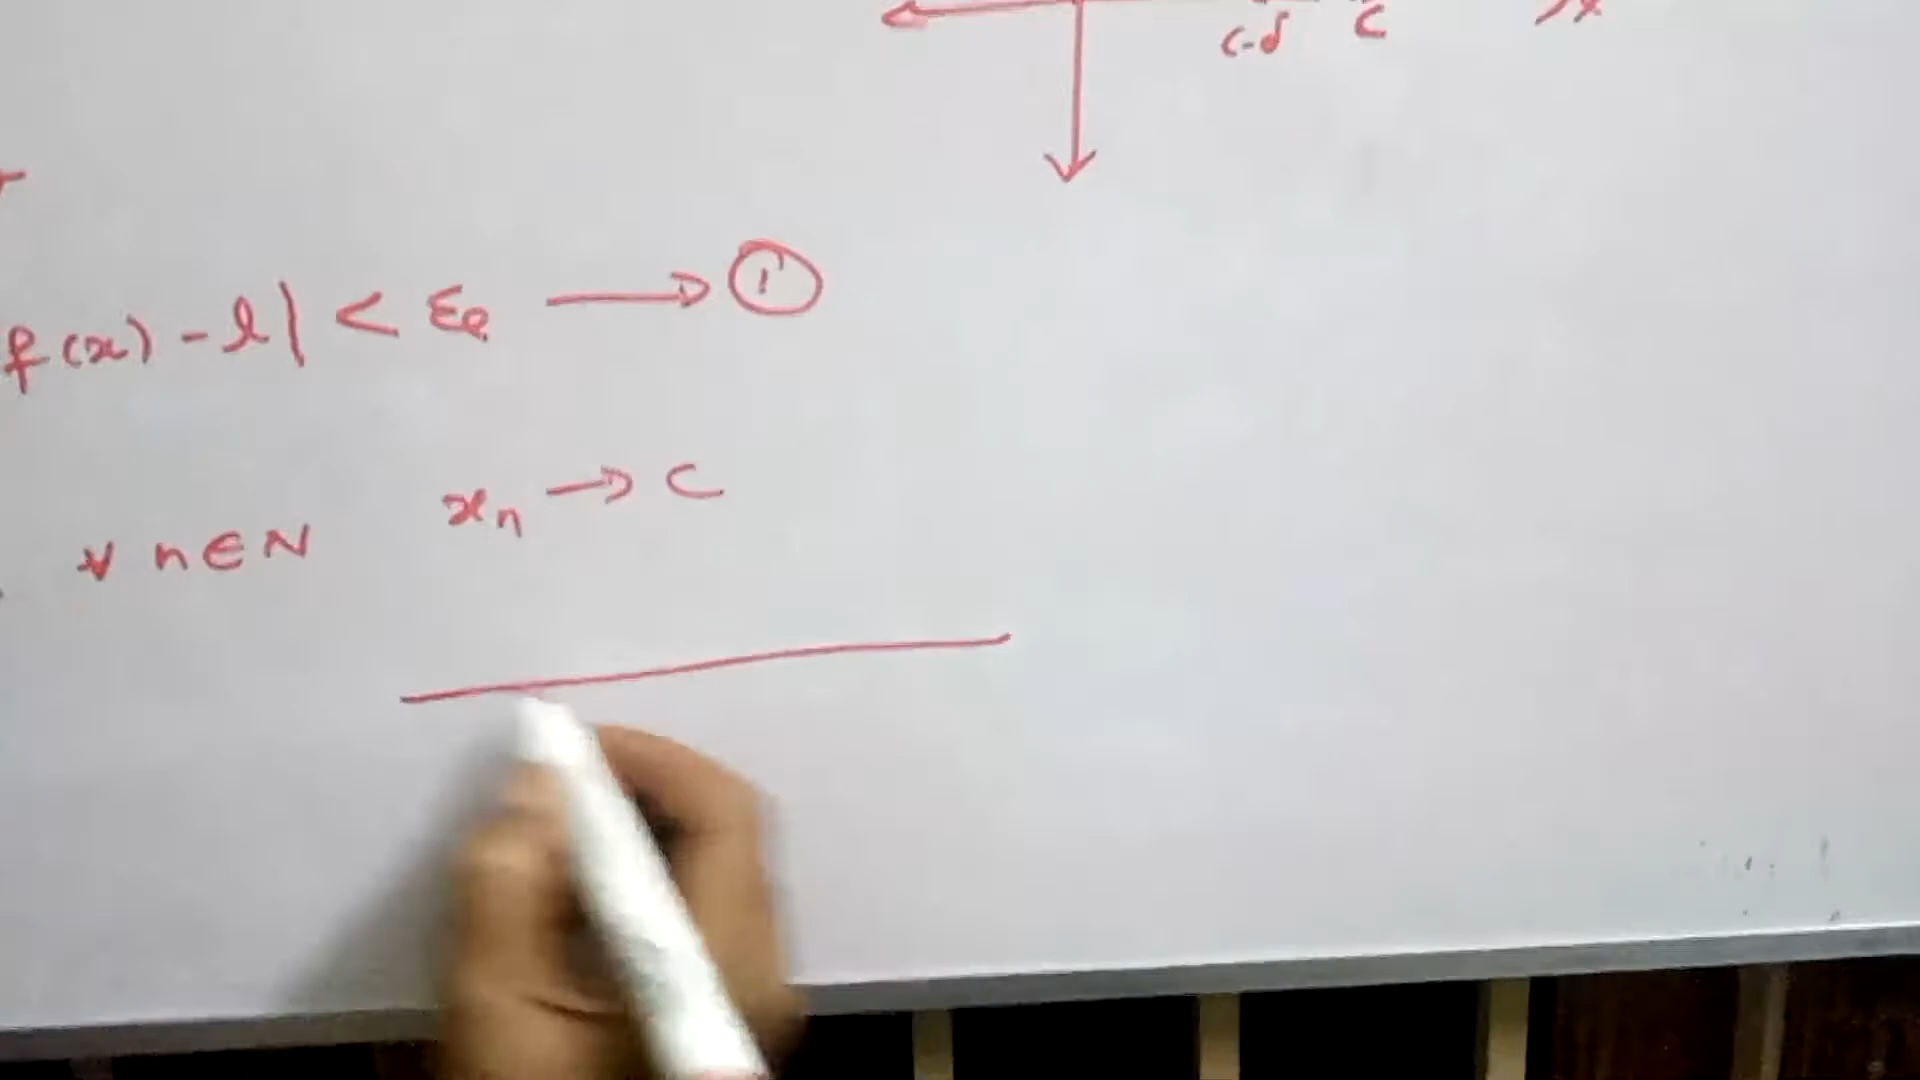 c-δ c
f(x) - l| < ε → ①
x_n → c
∀ n ∈ N